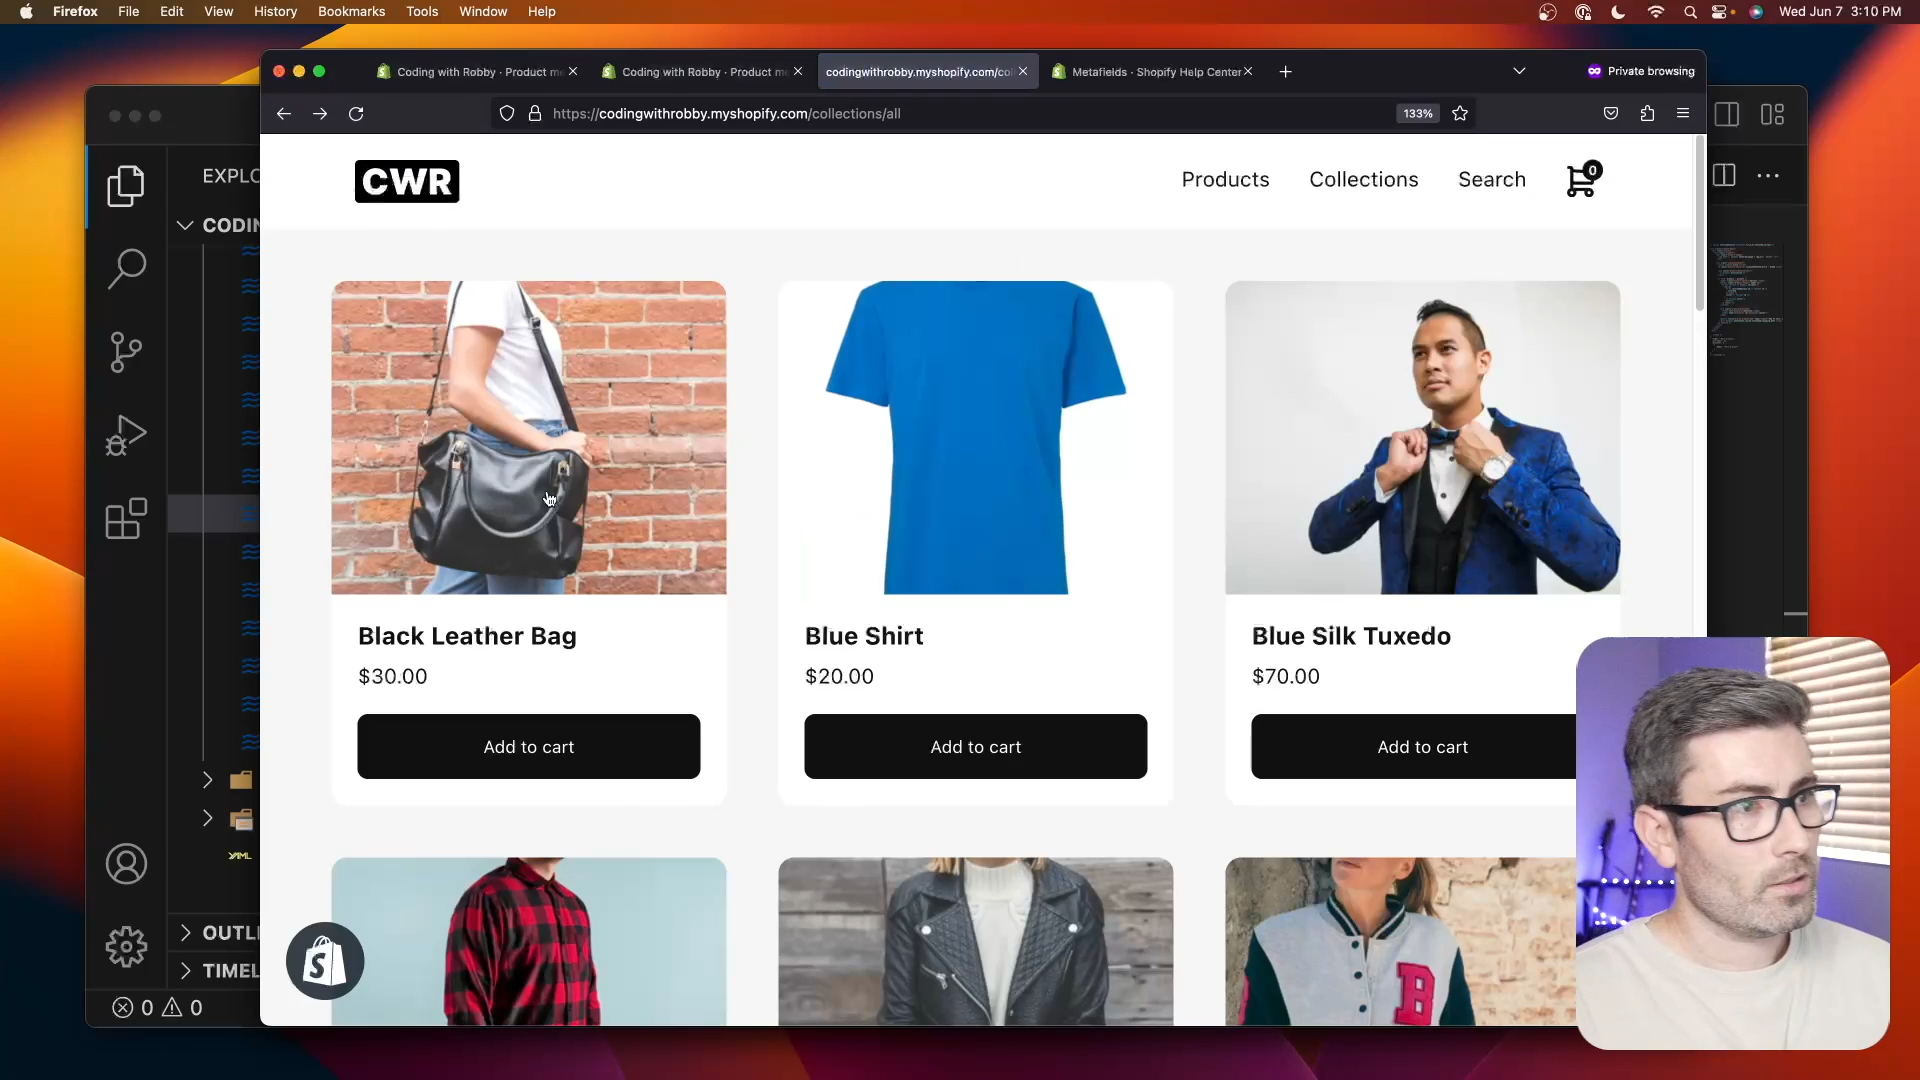 Firefox File Edit View History Bookmarks Tools Window Help Wed Jun 7 3:10 PM
Coding with Robby · Product me Coding with Robby · Product me codingwithrobby.myshopify.com/co Metafields · Shopify Help Center Private browsing
https://codingwithrobby.myshopify.com/collections/all 133%
EXPLO
CODIN
CWR Products Collections Search 0
Black Leather Bag Blue Shirt Blue Silk Tuxedo
$30.00 $20.00 $70.00
Add to cart Add to cart Add to cart
YAML
OUTLI
TIMEL
B
S
0 0